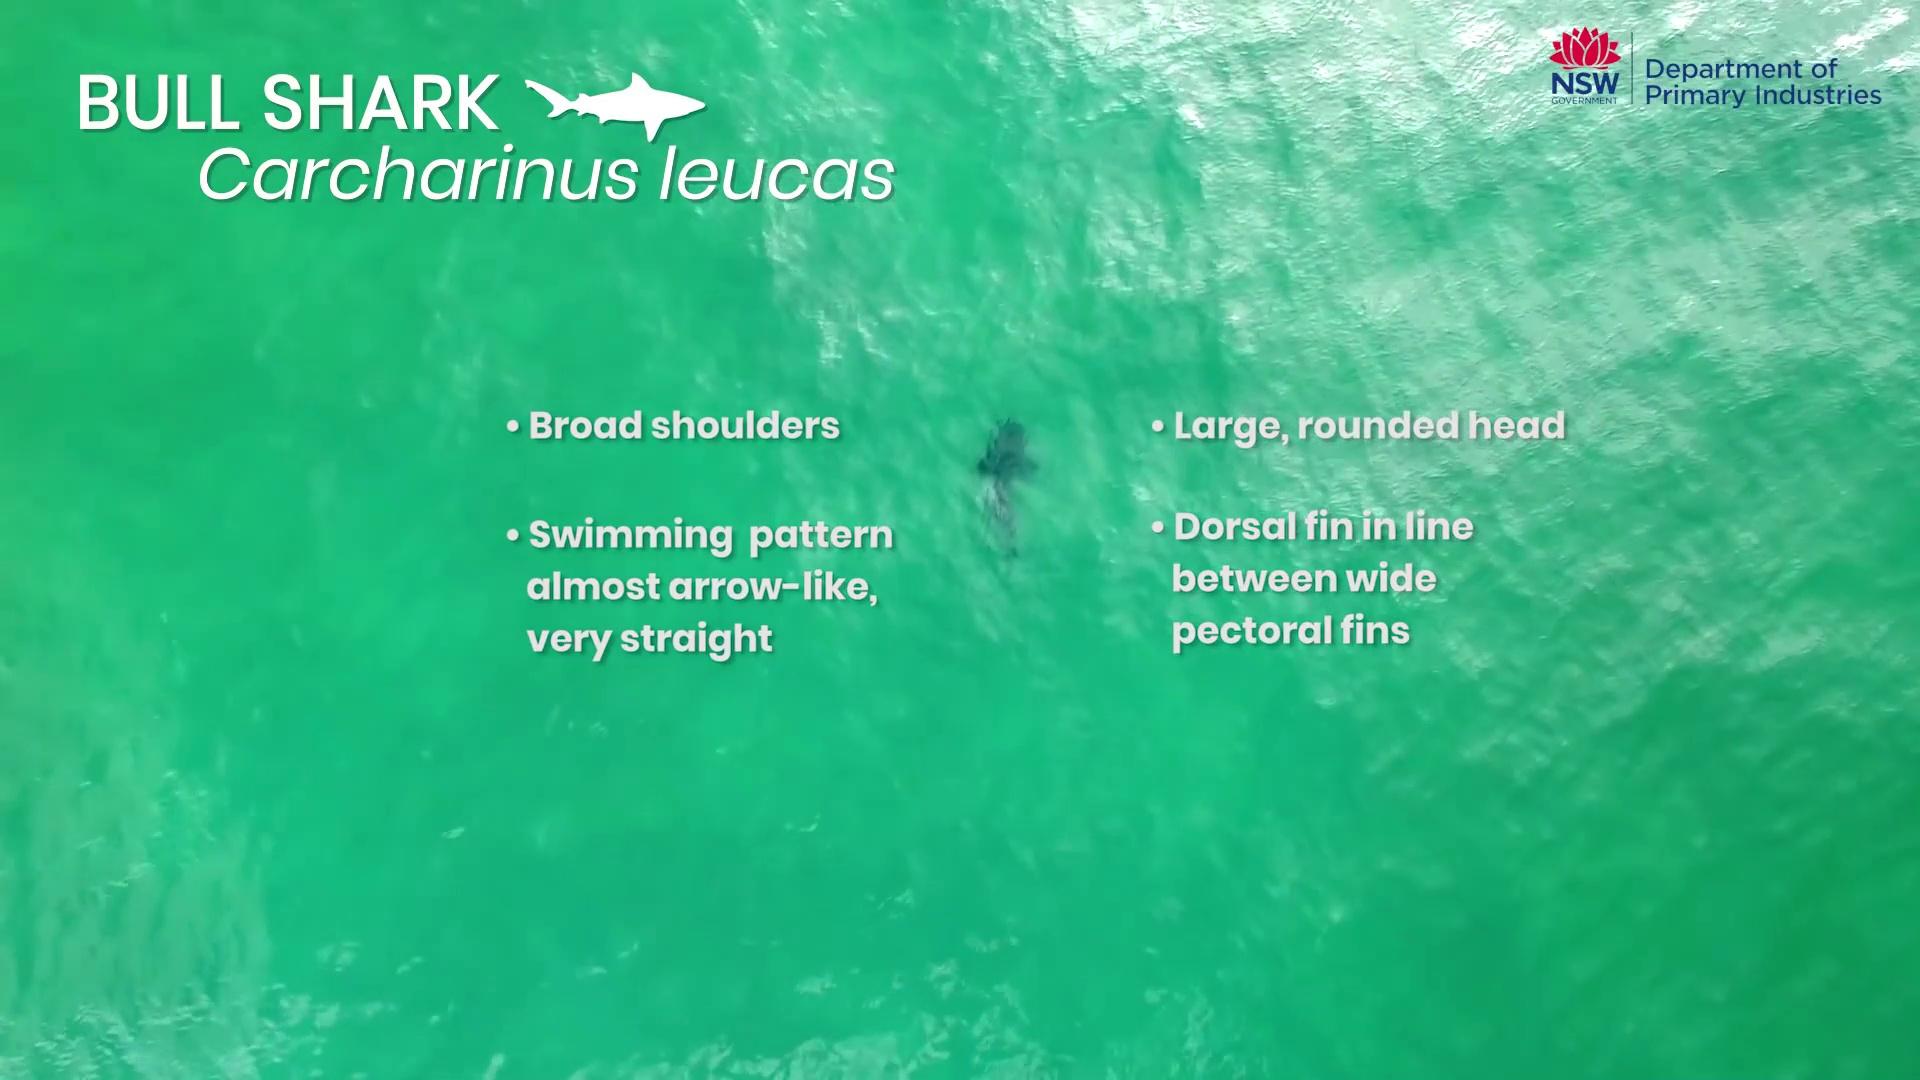 BULL SHARK
Carcharinus leucas
NSW
GOVERNMENT
Department of
Primary Industries
• Broad shoulders
• Swimming pattern
almost arrow-like,
very straight
• Large, rounded head
• Dorsal fin in line
between wide
pectoral fins